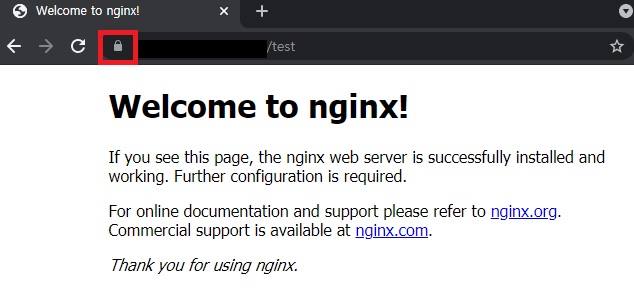 Welcome to nginx!
/test
Welcome to nginx!
If you see this page, the nginx web server is successfully installed and
working. Further configuration is required.
For online documentation and support please refer to nginx.org.
Commercial support is available at nginx.com.
Thank you for using nginx.